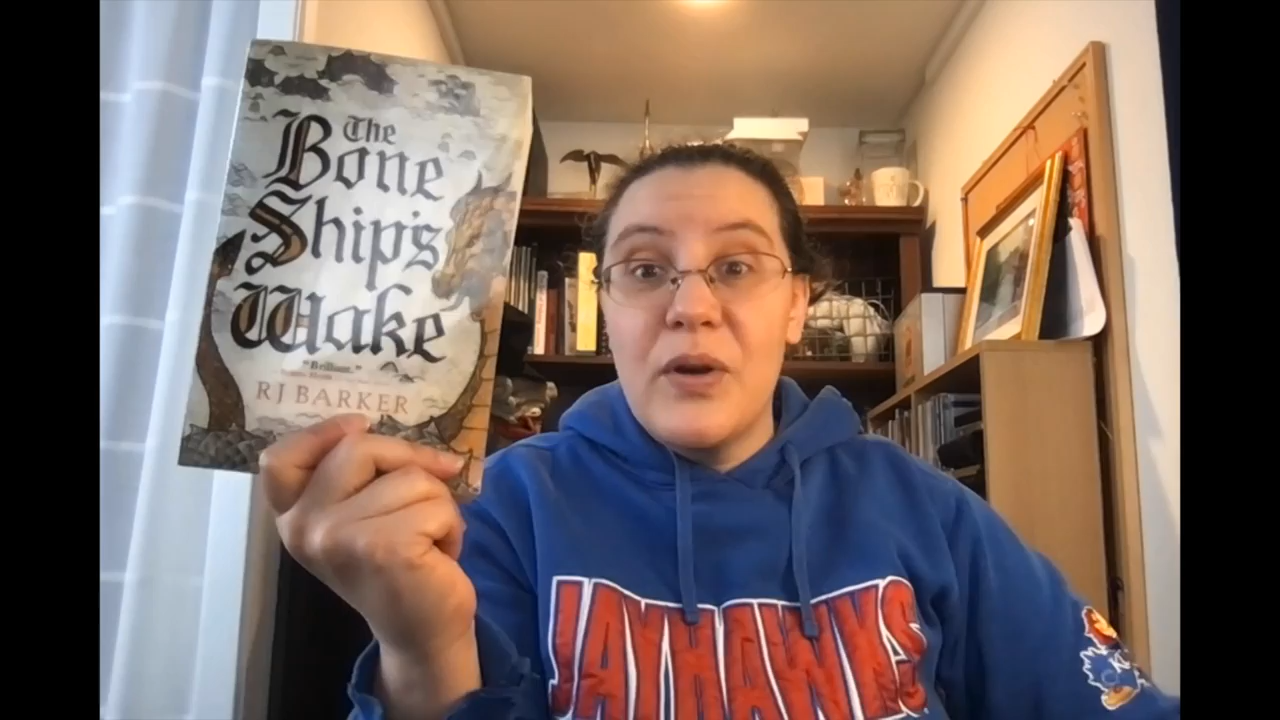 The
Bone
Ship's
Wake
"Brilliant."
RJ BARKER
JAYHAWKS